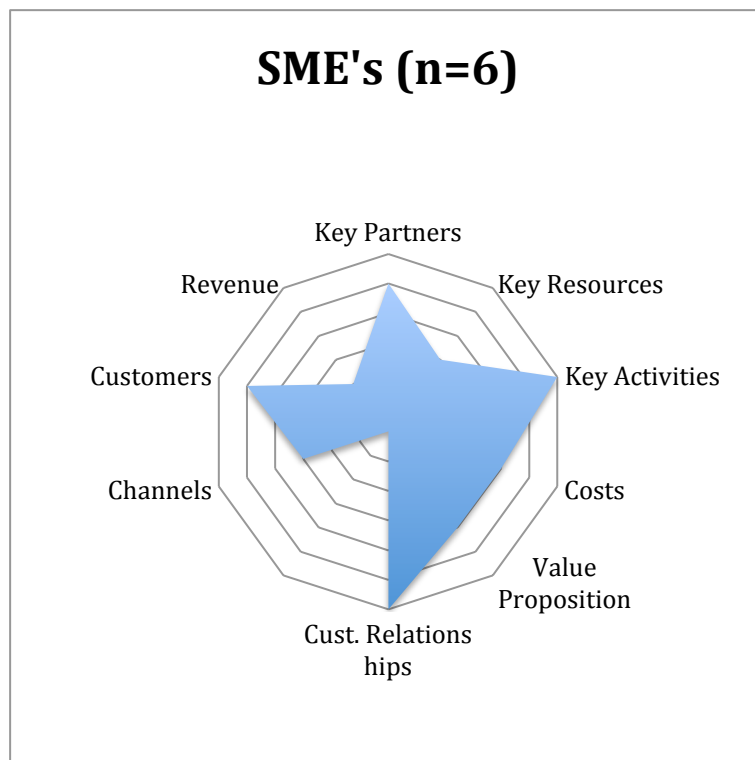 SME's (n=6)
Key Partners
Key Resources
Key Activities
Costs
Value
Proposition
Cust. Relations
hips
Channels
Customers
Revenue